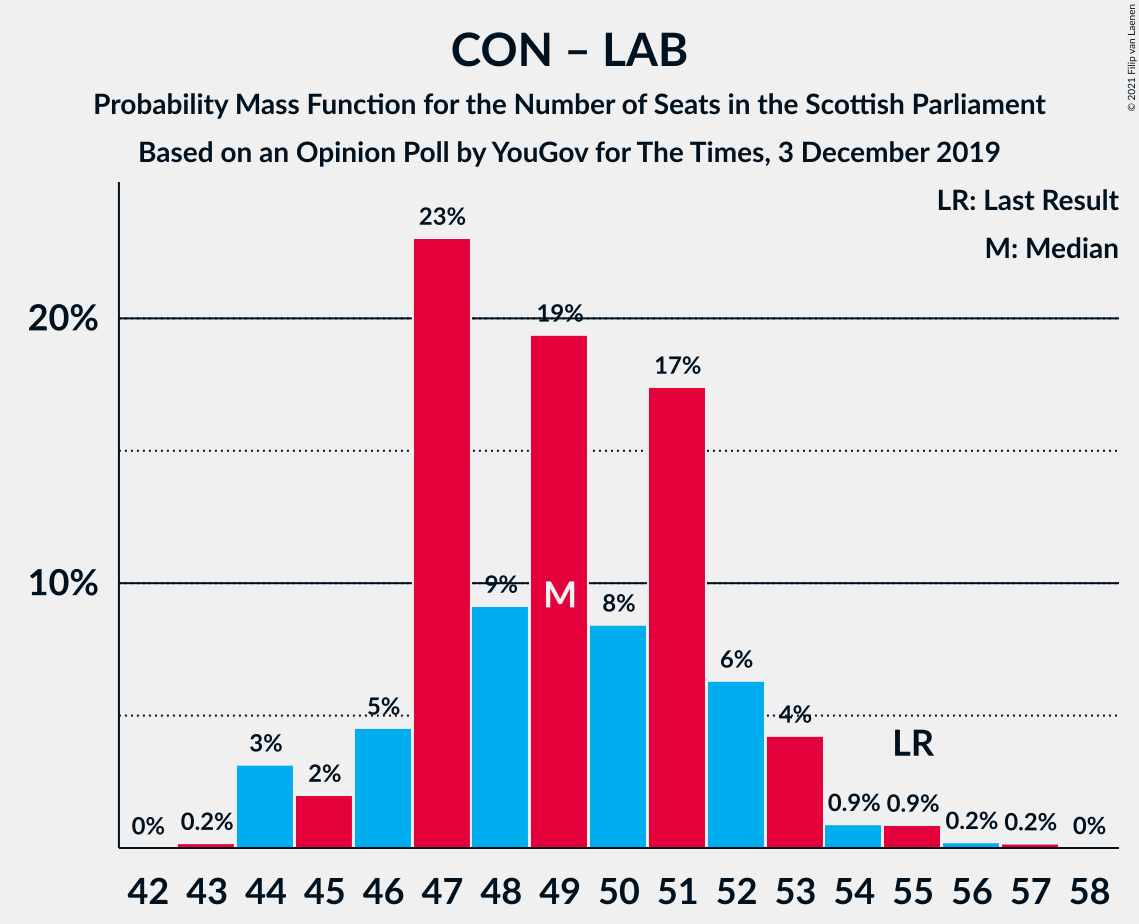 CON – LAB
Probability Mass Function for the Number of Seats in the Scottish Parliament
Based on an Opinion Poll by YouGov for The Times, 3 December 2019
© 2021 Filip van Laenen
LR: Last Result
M: Median
20%
10%
0%
0.2%
3%
2%
5%
23%
9%
19%
M
8%
17%
6%
4%
0.9%
LR
0.9%
0.2%
0.2%
0%
42 43 44 45 46 47 48 49 50 51 52 53 54 55 56 57 58